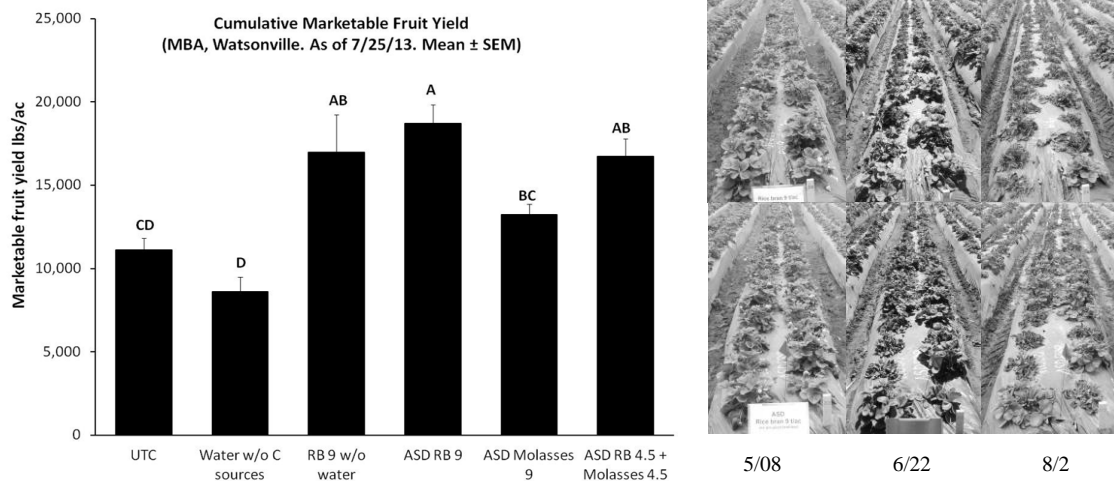 Cumulative Marketable Fruit Yield
(MBA, Watsonville. As of 7/25/13. Mean ± SEM)
Marketable fruit yield lbs/ac
25,000
20,000
15,000
10,000
5,000
0
CD
D
AB
A
BC
AB
UTC
Water w/o C
sources
RB 9 w/o
water
ASD RB 9
ASD Molasses
9
ASD RB 4.5 +
Molasses 4.5
Rice bran 9 t/ac
ASD
Rice bran 9 t/ac
5/08
6/22
8/2